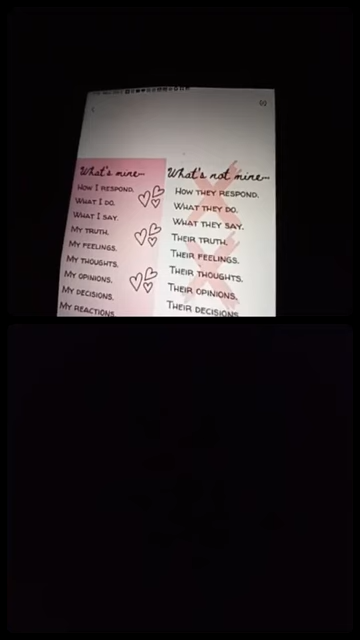 What's mine...
How I respond.
What I do.
What I say.
My truth.
My feelings.
My thoughts.
My opinions.
My decisions.
My reactions
What's not mine...
How they respond.
What they do.
What they say.
Their truth.
Their feelings.
Their thoughts.
Their opinions.
Their decisions